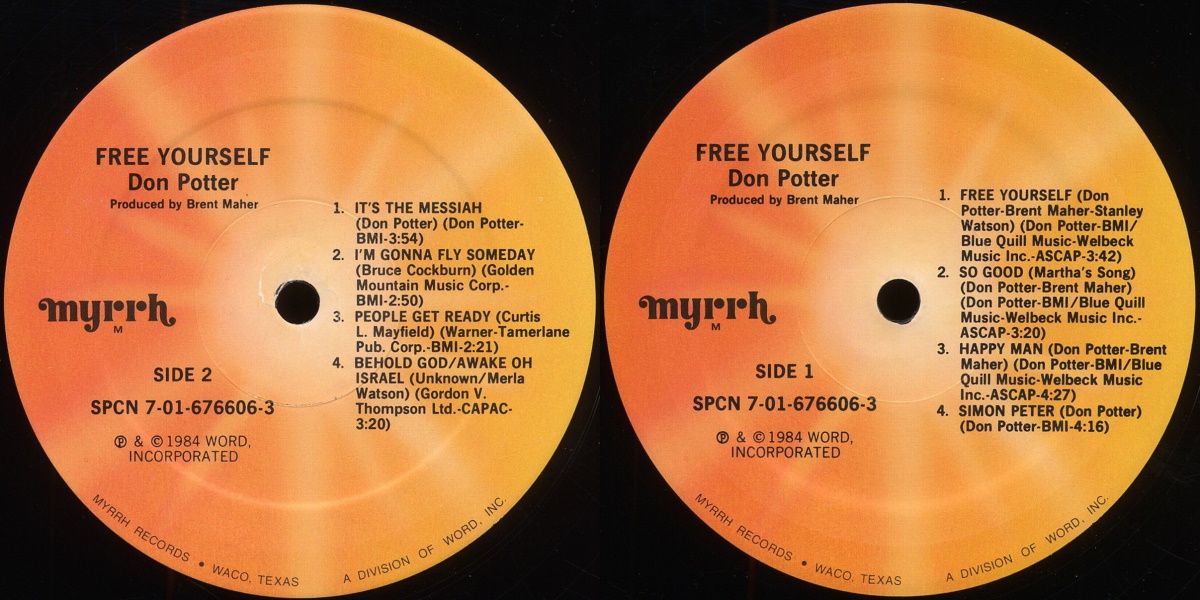 FREE YOURSELF
Don Potter
Produced by Brent Maher
myrrh
M
SIDE 2
SPCN 7-01-676606-3
℗ & © 1984 WORD,
INCORPORATED
1. IT'S THE MESSIAH
(Don Potter) (Don Potter-
BMI-3:54)
2. I'M GONNA FLY SOMEDAY
(Bruce Cockburn) (Golden
Mountain Music Corp.-
BMI-2:50)
3. PEOPLE GET READY (Curtis
L. Mayfield) (Warner-Tamerlane
Pub. Corp.-BMI-2:21)
4. BEHOLD GOD/AWAKE OH
ISRAEL (Unknown/Merla
Watson) (Gordon V.
Thompson Ltd.-CAPAC-
3:20)
MYRRH RECORDS • WACO, TEXAS A DIVISION OF WORD, INC.
FREE YOURSELF
Don Potter
Produced by Brent Maher
myrrh
M
SIDE 1
SPCN 7-01-676606-3
℗ & © 1984 WORD,
INCORPORATED
1. FREE YOURSELF (Don
Potter-Brent Maher-Stanley
Watson) (Don Potter-BMI/
Blue Quill Music-Welbeck
Music Inc.-ASCAP-3:42)
2. SO GOOD (Martha's Song)
(Don Potter-Brent Maher)
(Don Potter-BMI/Blue Quill
Music-Welbeck Music Inc.-
ASCAP-3:20)
3. HAPPY MAN (Don Potter-Brent
Maher) (Don Potter-BMI/Blue
Quill Music-Welbeck Music
Inc.-ASCAP-4:27)
4. SIMON PETER (Don Potter)
(Don Potter-BMI-4:16)
MYRRH RECORDS • WACO, TEXAS A DIVISION OF WORD, INC.